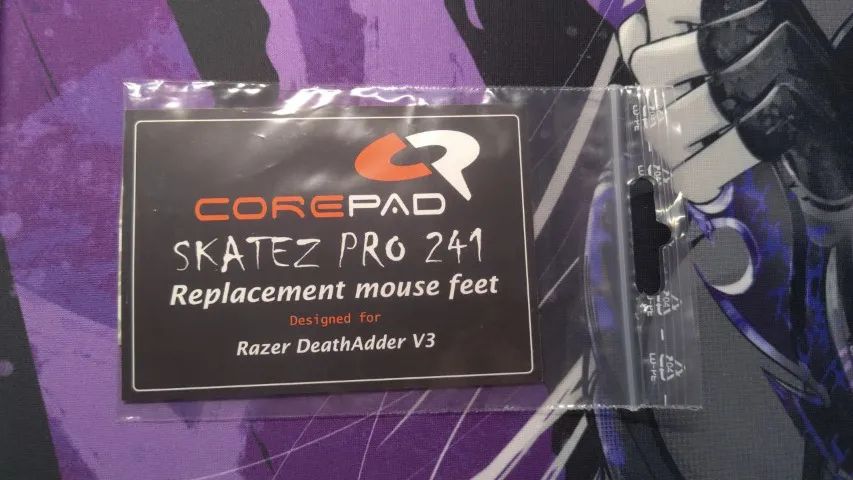 COREPAD
SKATEZ PRO 241
Replacement mouse feet
Designed for
Razer DeathAdder V3